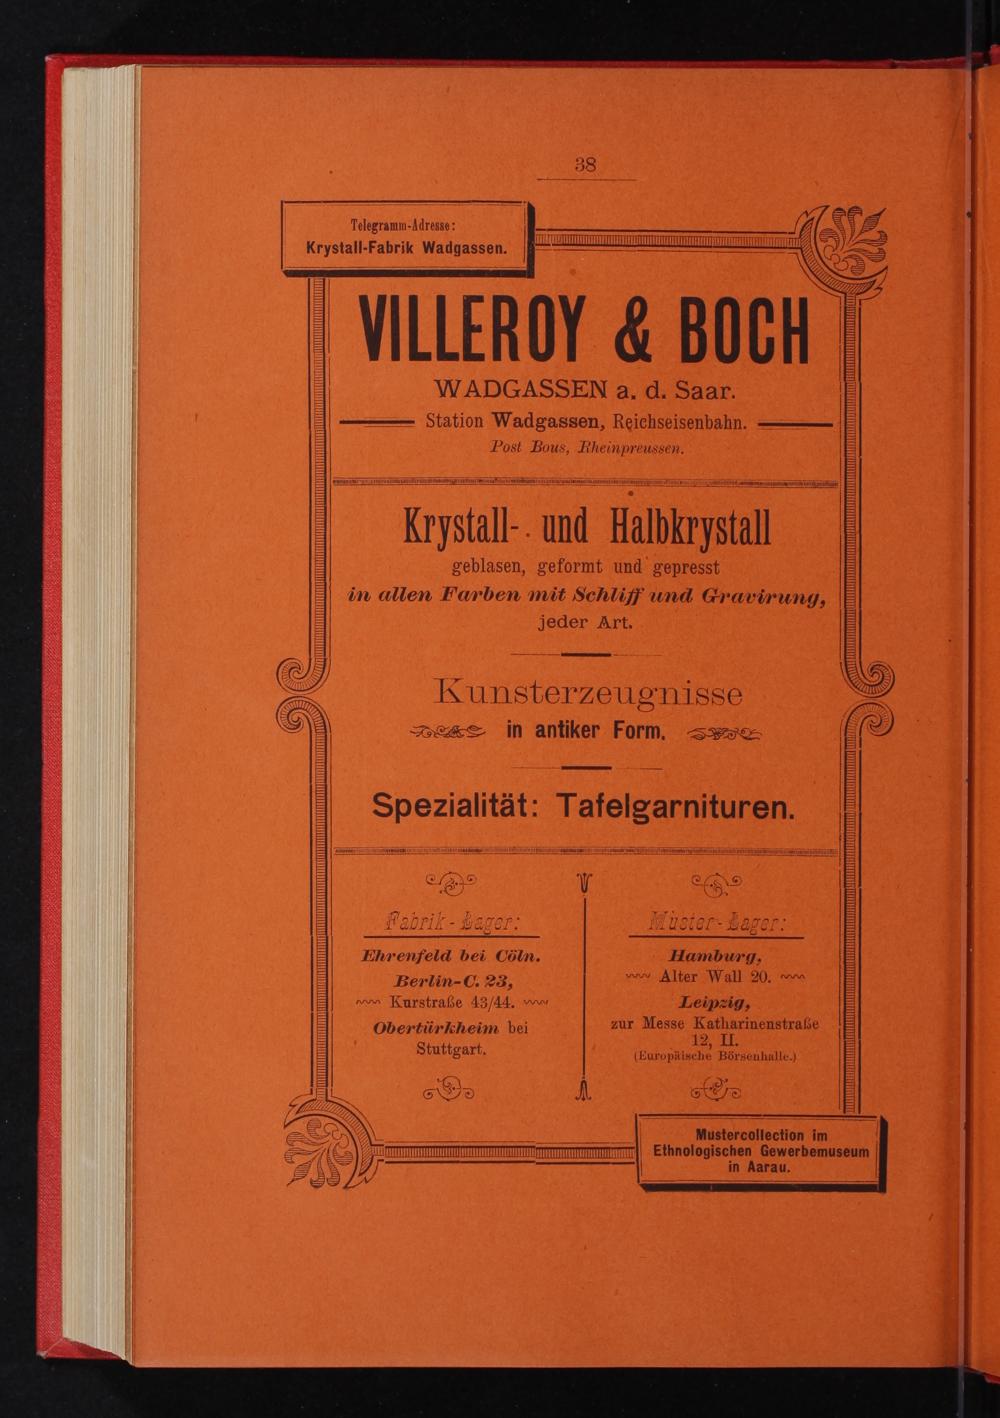 38
Telegramm-Adresse:
Krystall-Fabrik Wadgassen.
VILLEROY & BOCH
WADGASSEN a. d. Saar.
Station Wadgassen, Reichseisenbahn.
Post Bous, Rheinpreussen.
Krystall- und Halbkrystall
geblasen, geformt und gepresst
in allen Farben mit Schliff und Gravirung,
jeder Art.
Kunsterzeugnisse
in antiker Form.
Spezialität: Tafelgarnituren.
Fabrik-Lager:
Ehrenfeld bei Cöln.
Berlin-C. 23,
Kurstraße 43/44.
Obertürkheim bei
Stuttgart.
Muster-Lager:
Hamburg,
Alter Wall 20.
Leipzig,
zur Messe Katharinenstraße
12, II.
(Europäische Börsenhalle.)
Mustercollection im
Ethnologischen Gewerbemuseum
in Aarau.